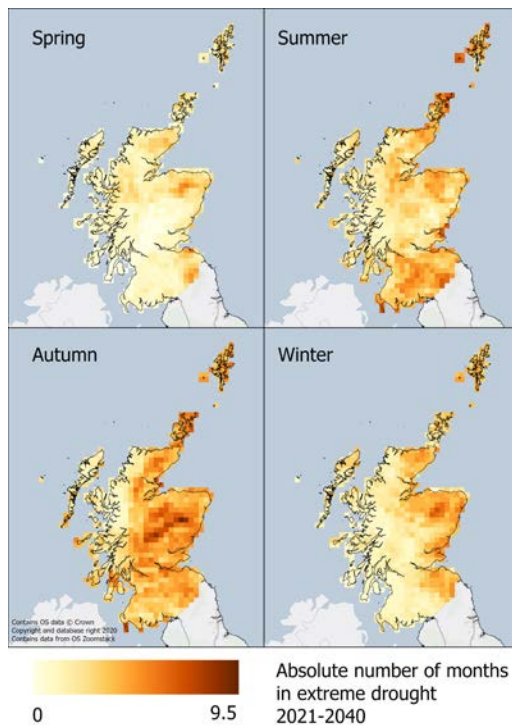 Spring
Summer
Autumn
Winter
Contains OS data © Crown
Copyright and database right 2020
Contains data from OS Zoomstack
0
9.5
Absolute number of months
in extreme drought
2021-2040